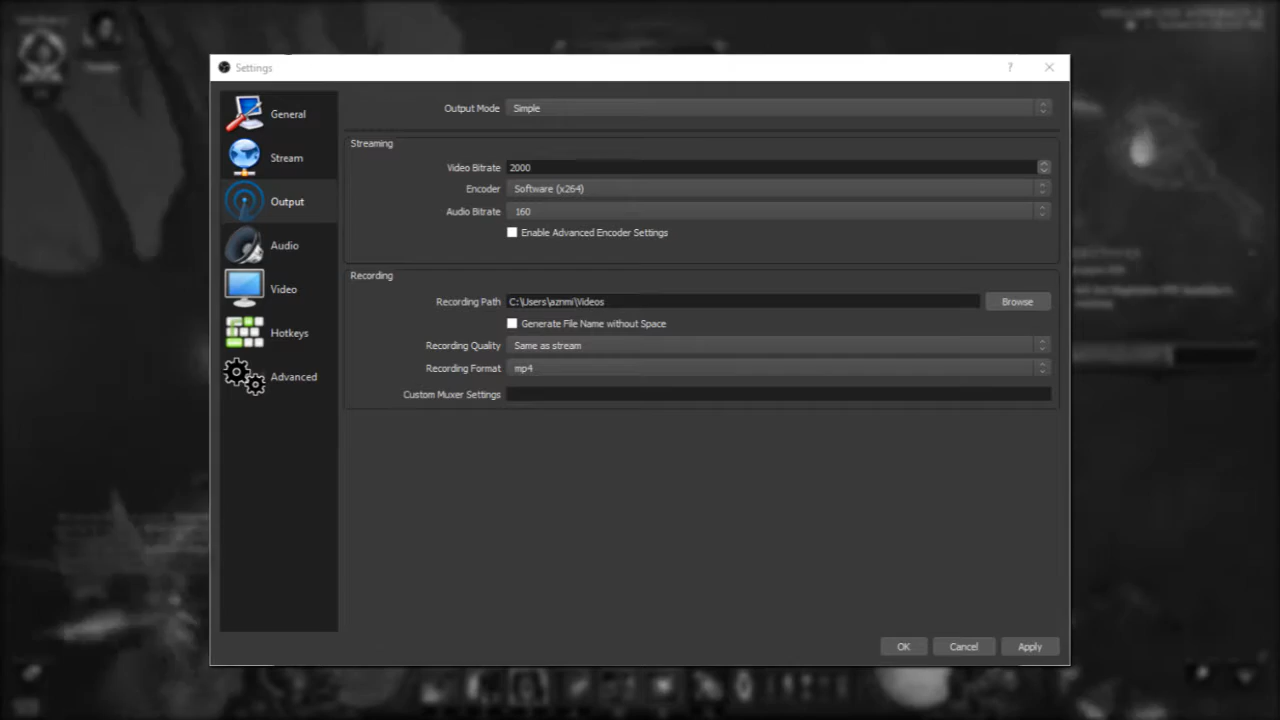 Settings
?
General
Stream
Output
Audio
Video
Hotkeys
Advanced
Output Mode Simple
Streaming
Video Bitrate 2000
Encoder Software (x264)
Audio Bitrate 160
Enable Advanced Encoder Settings
Recording
Recording Path C:\Users\aznmi\Videos Browse
Generate File Name without Space
Recording Quality Same as stream
Recording Format mp4
Custom Muxer Settings
OK Cancel Apply